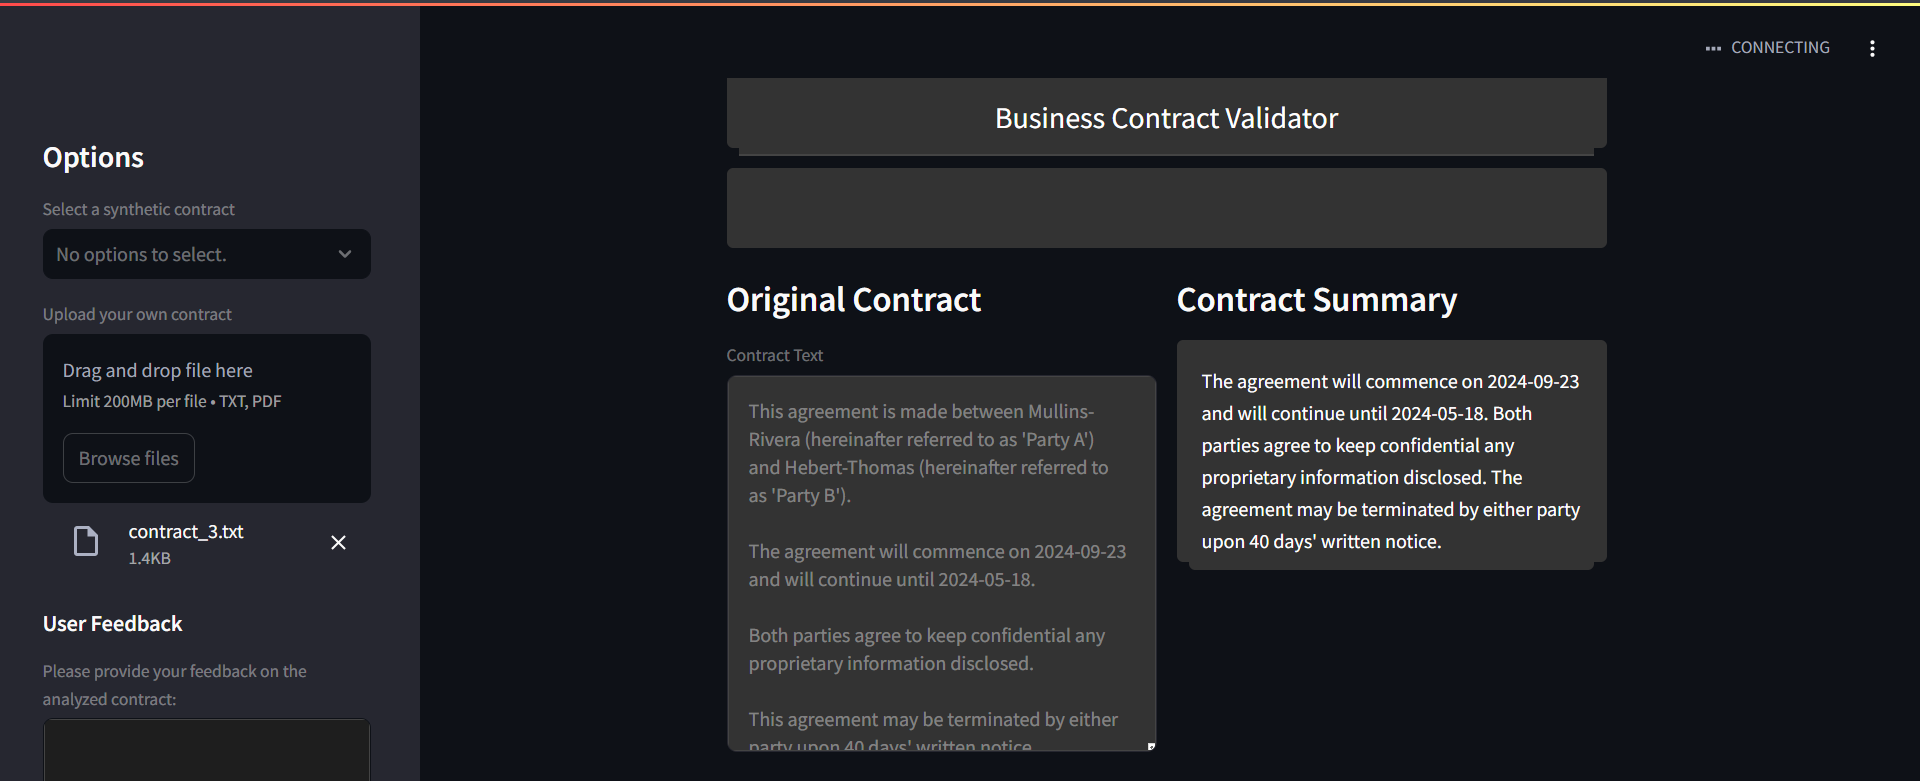 CONNECTING
Business Contract Validator
Options
Select a synthetic contract
No options to select.
Upload your own contract
Drag and drop file here
Limit 200MB per file • TXT, PDF
Browse files
contract_3.txt
1.4KB
User Feedback
Please provide your feedback on the
analyzed contract:
Original Contract
Contract Text
This agreement is made between Mullins-
Rivera (hereinafter referred to as 'Party A')
and Hebert-Thomas (hereinafter referred to
as 'Party B').
The agreement will commence on 2024-09-23
and will continue until 2024-05-18.
Both parties agree to keep confidential any
proprietary information disclosed.
This agreement may be terminated by either
party upon 40 days' written notice.
Contract Summary
The agreement will commence on 2024-09-23
and will continue until 2024-05-18. Both
parties agree to keep confidential any
proprietary information disclosed. The
agreement may be terminated by either party
upon 40 days' written notice.